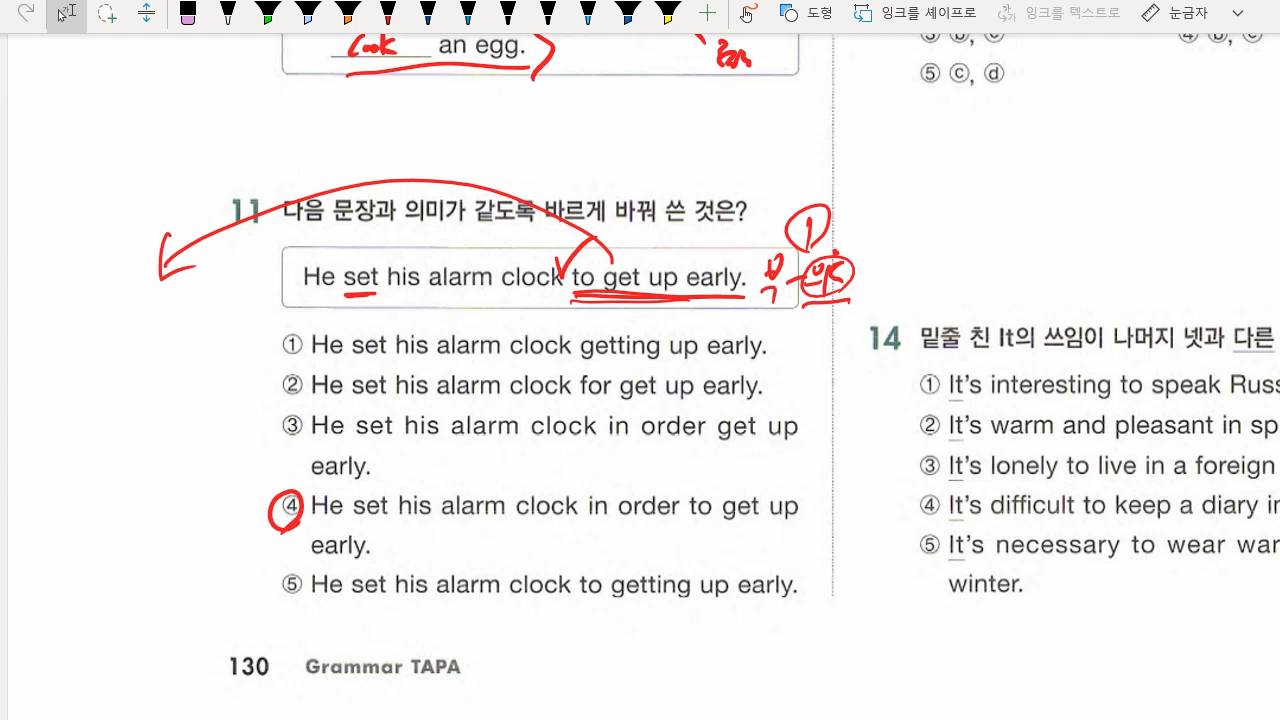 도형
잉크를 셰이프로
잉크를 텍스트로
눈금자
Cook an egg.
11 다음 문장과 의미가 같도록 바르게 바꿔 쓴 것은?
He set his alarm clock to get up early.
① He set his alarm clock getting up early.
② He set his alarm clock for get up early.
③ He set his alarm clock in order get up
early.
④ He set his alarm clock in order to get up
early.
⑤ He set his alarm clock to getting up early.
130 Grammar TAPA
⑤ ⓒ, ⓓ
14 밑줄 친 It의 쓰임이 나머지 넷과 다른
① It's interesting to speak Russ
② It's warm and pleasant in sp
③ It's lonely to live in a foreign
④ It's difficult to keep a diary in
⑤ It's necessary to wear war
winter.